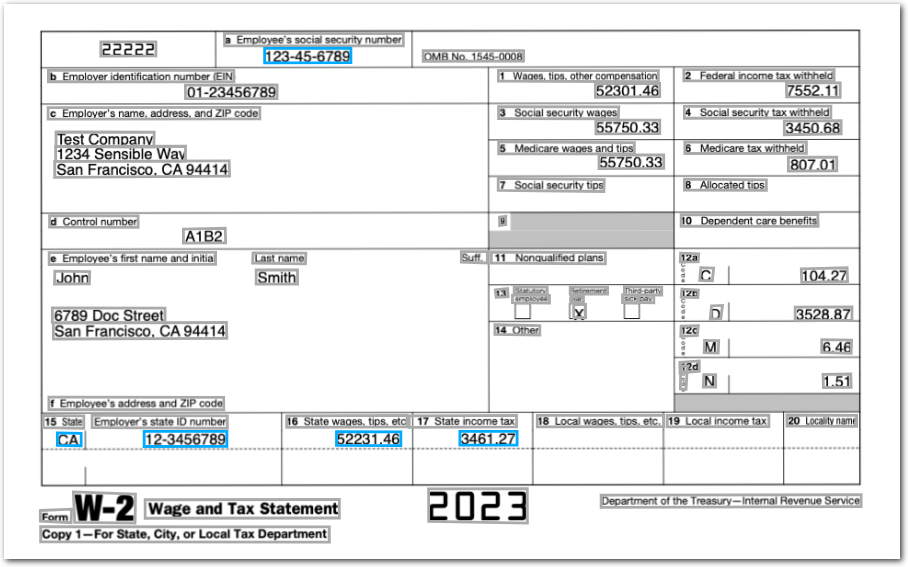 22222
a Employee's social security number
123-45-6789
OMB No. 1545-0008
b Employer identification number (EIN
01-23456789
1 Wages, tips, other compensation
52301.46
2 Federal income tax withheld
7552.11
c Employer's name, address, and ZIP code
Test Company
1234 Sensible Way
San Francisco, CA 94414
3 Social security wages
55750.33
4 Social security tax withheld
3450.68
5 Medicare wages and tips
55750.33
6 Medicare tax withheld
807.01
7 Social security tips
8 Allocated tips
d Control number
A1B2
9
10 Dependent care benefits
e Employee's first name and initial
Last name
Suff.
John
Smith
6789 Doc Street
San Francisco, CA 94414
11 Nonqualified plans
12a
C 104.27
13 Statutory employee
Retirement plan
X
Third-party sick pay
12b
D 3528.87
14 Other
12c
M 6.46
12d
N 1.51
f Employee's address and ZIP code
15 State
Employer's state ID number
16 State wages, tips, etc
17 State income tax
18 Local wages, tips, etc.
19 Local income tax
20 Locality name
CA
12-3456789
52231.46
3461.27
Form W-2 Wage and Tax Statement
2023
Department of the Treasury—Internal Revenue Service
Copy 1—For State, City, or Local Tax Department